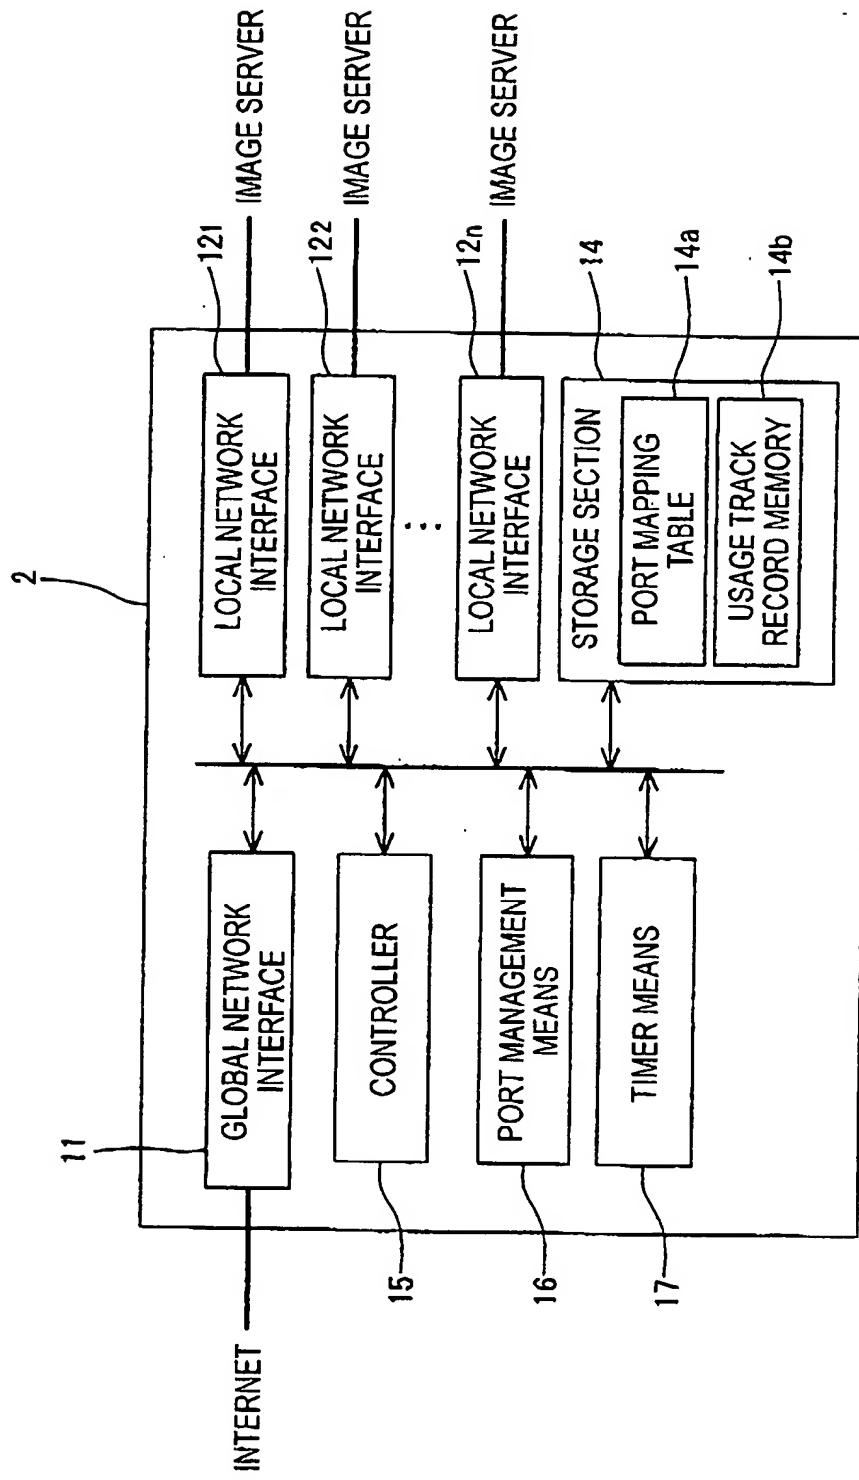 2
INTERNET
11
GLOBAL NETWORK
INTERFACE
15
CONTROLLER
16
PORT MANAGEMENT
MEANS
17
TIMER MEANS
121
LOCAL NETWORK
INTERFACE
IMAGE SERVER
122
LOCAL NETWORK
INTERFACE
IMAGE SERVER
...
12n
LOCAL NETWORK
INTERFACE
IMAGE SERVER
14
STORAGE SECTION
14a
PORT MAPPING
TABLE
14b
USAGE TRACK
RECORD MEMORY